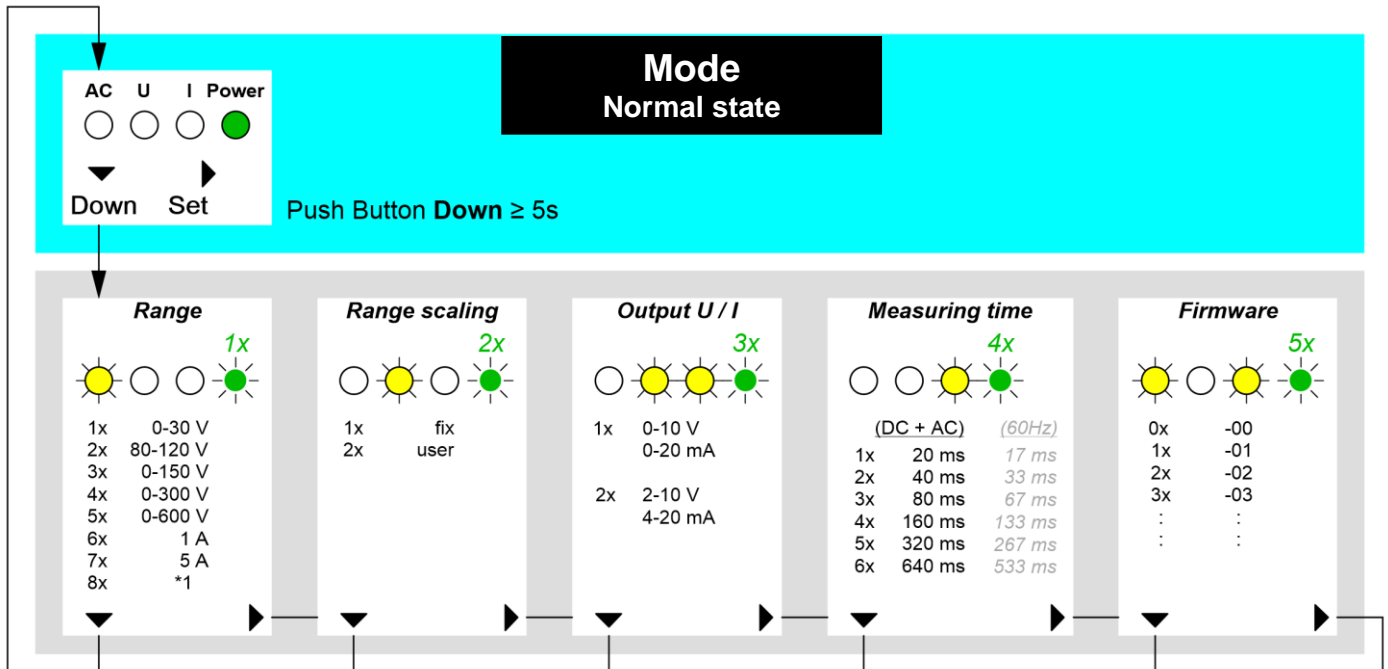 Mode
Normal state
AC U I Power
Down Set
Push Button Down ≥ 5s
Range
1x
1x 0-30 V
2x 80-120 V
3x 0-150 V
4x 0-300 V
5x 0-600 V
6x 1 A
7x 5 A
8x *1
Range scaling
2x
1x fix
2x user
Output U / I
3x
1x 0-10 V
0-20 mA
2x 2-10 V
4-20 mA
Measuring time
4x
(DC + AC) (60Hz)
1x 20 ms 17 ms
2x 40 ms 33 ms
3x 80 ms 67 ms
4x 160 ms 133 ms
5x 320 ms 267 ms
6x 640 ms 533 ms
Firmware
5x
0x -00
1x -01
2x -02
3x -03
: :
: :